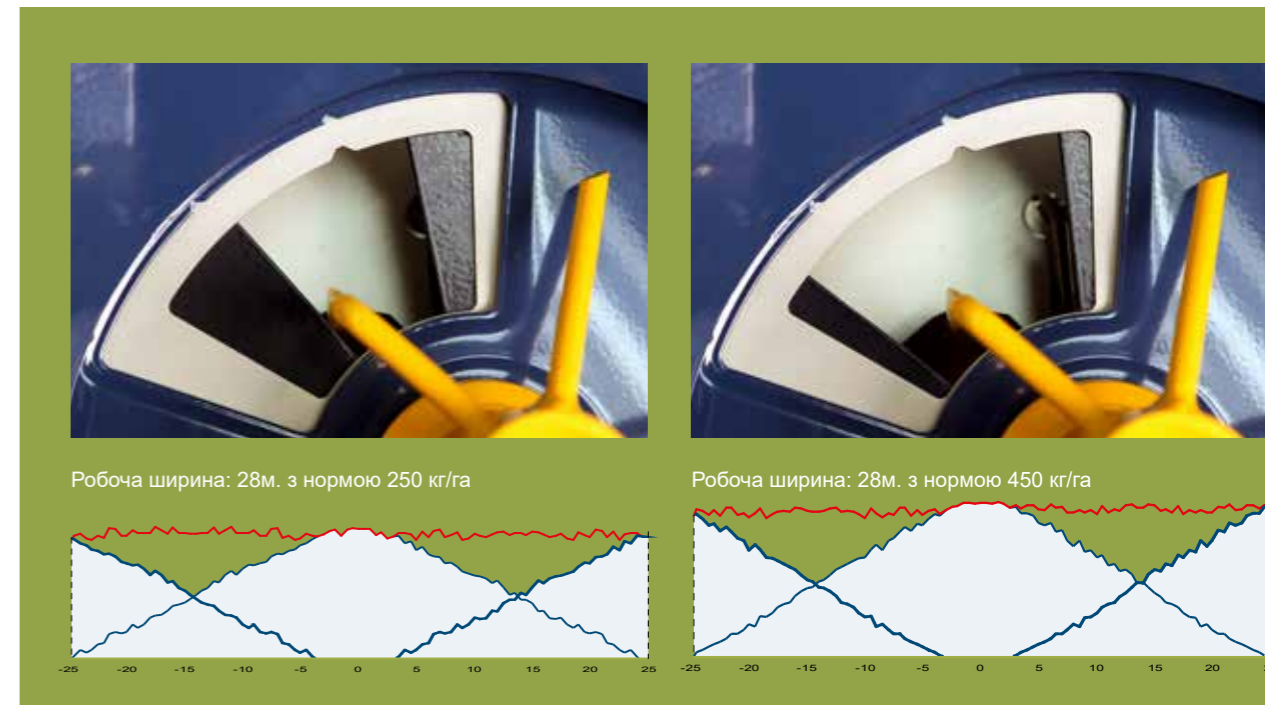 Робоча ширина: 28м. з нормою 250 кг/га
Робоча ширина: 28м. з нормою 450 кг/га
-25 -20 -15 -10 -5 0 5 10 15 20 25
-25 -20 -15 -10 -5 0 5 10 15 20